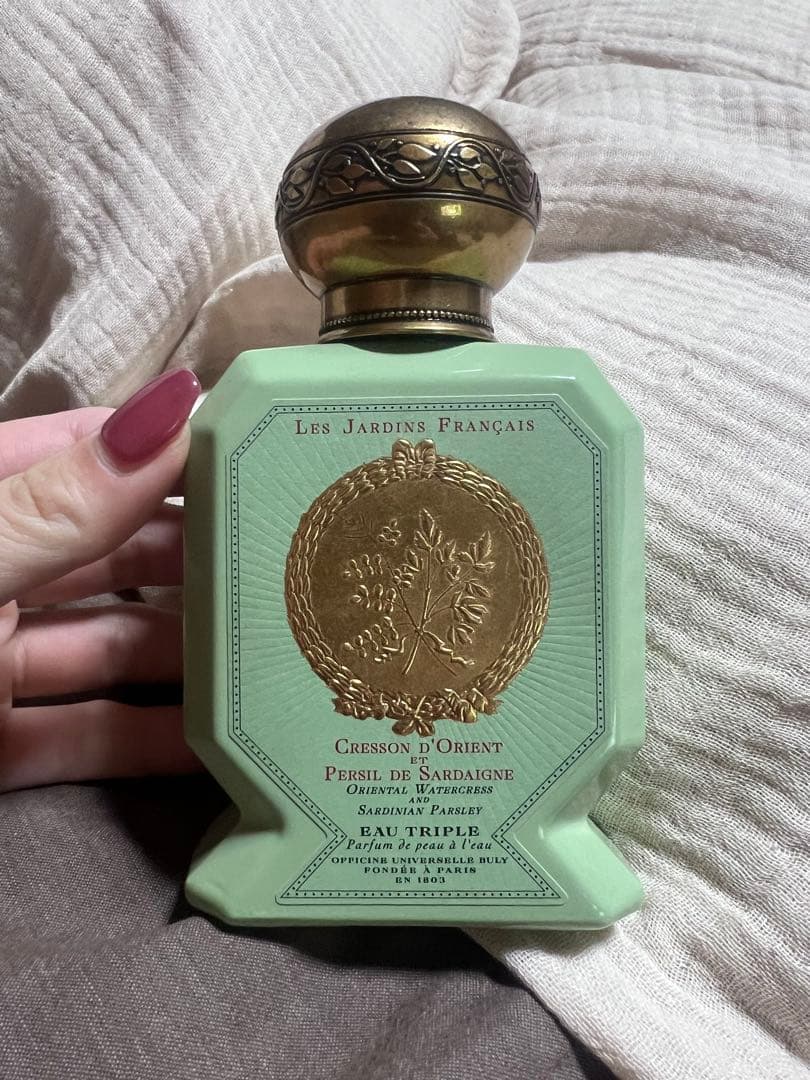 Les Jardins Français
Cresson d'Orient
et
Persil de Sardaigne
Oriental Watercress
and
Sardinian Parsley
EAU TRIPLE
Parfum de peau à l'eau
OFFICINE UNIVERSELLE BULY
FONDÉE À PARIS
EN 1803